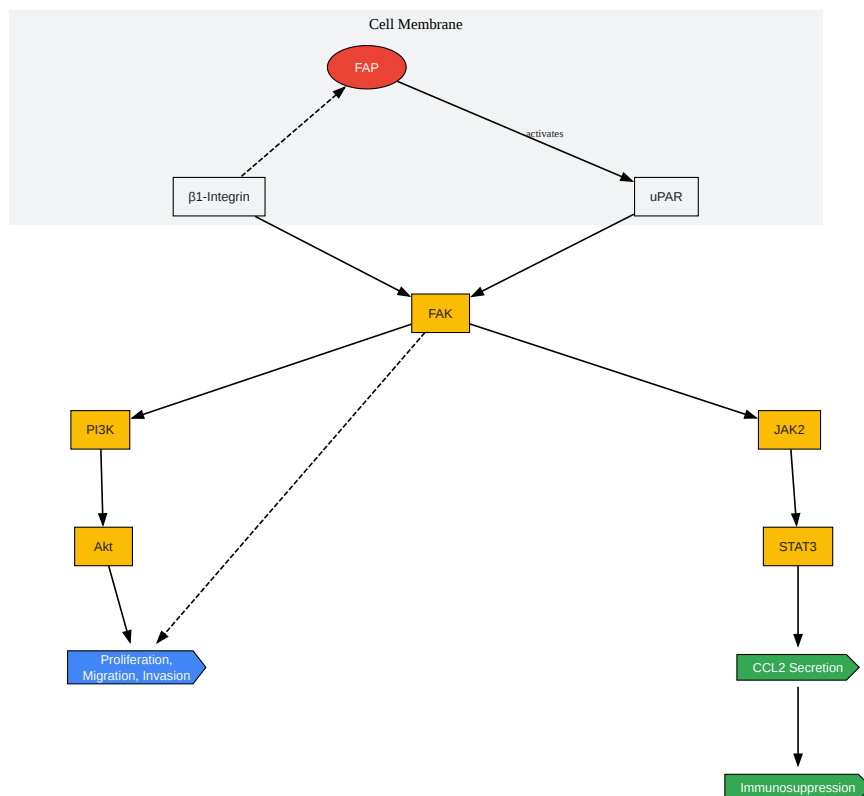 Cell Membrane
FAP
activates
β1-Integrin
uPAR
FAK
PI3K
JAK2
Akt
STAT3
Proliferation,
Migration, Invasion
CCL2 Secretion
Immunosuppression